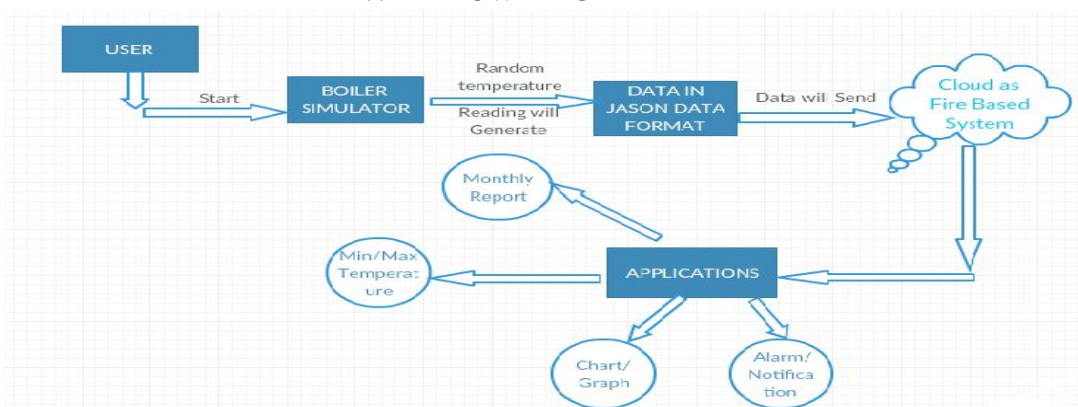 USER
Start
BOILER
SIMULATOR
Random
temperature
Reading will
Generate
DATA IN
JASON DATA
FORMAT
Data will Send
Cloud as
Fire Based
System
Monthly
Report
Min/Max
Temperat
ure
APPLICATIONS
Chart/
Graph
Alarm/
Notifica
tion